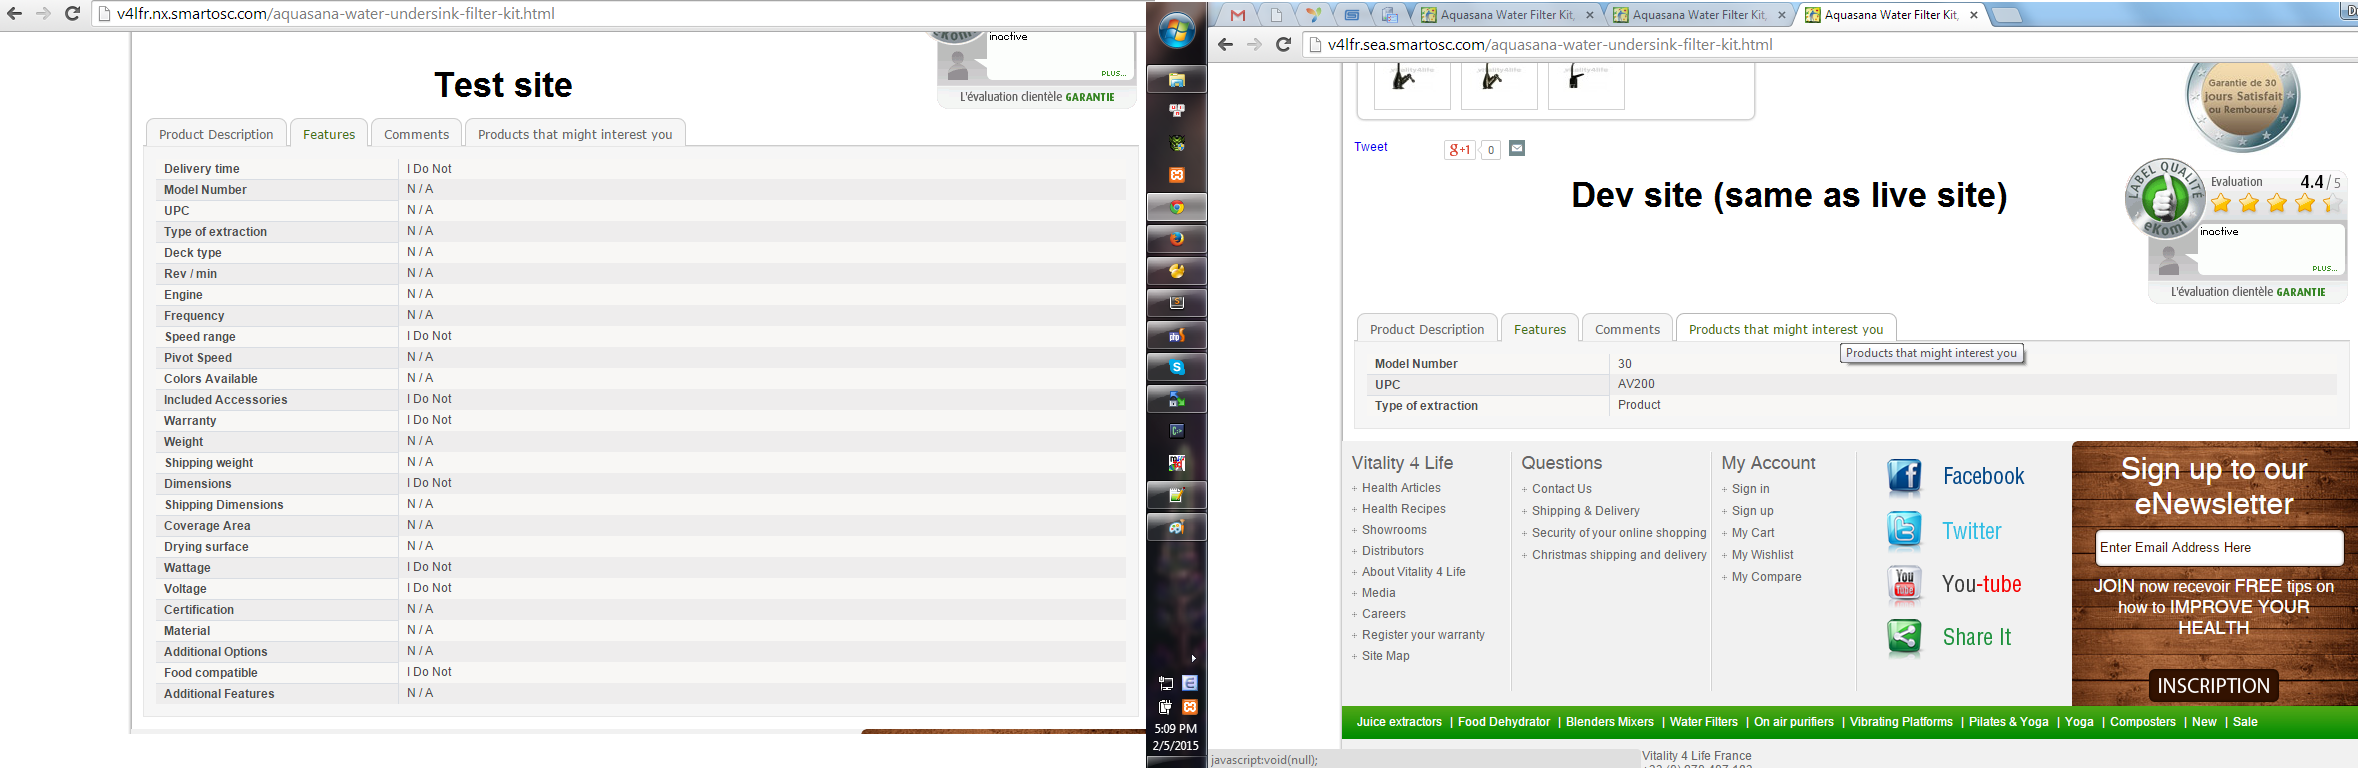 v4lfr.nx.smartosc.com/aquasana-water-undersink-filter-kit.html
inactive
PLUS...
L'évaluation clientèle GARANTIE
Test site
Product Description Features Comments Products that might interest you
Delivery time I Do Not
Model Number N / A
UPC N / A
Type of extraction N / A
Deck type N / A
Rev / min N / A
Engine N / A
Frequency N / A
Speed range I Do Not
Pivot Speed N / A
Colors Available N / A
Included Accessories I Do Not
Warranty I Do Not
Weight N / A
Shipping weight N / A
Dimensions I Do Not
Shipping Dimensions N / A
Coverage Area N / A
Drying surface N / A
Wattage I Do Not
Voltage I Do Not
Certification N / A
Material N / A
Additional Options N / A
Food compatible I Do Not
Additional Features N / A
5:09 PM
2/5/2015
Aquasana Water Filter Kit, Aquasana Water Filter Kit, Aquasana Water Filter Kit,
v4lfr.sea.smartosc.com/aquasana-water-undersink-filter-kit.html
Garantie de 30
jours Satisfait
ou Remboursé
Tweet g+1 0
Dev site (same as live site)
LABEL QUALITÉ
eKomi
Evaluation 4.4 / 5
inactive
PLUS...
L'évaluation clientèle GARANTIE
Product Description Features Comments Products that might interest you
Products that might interest you
Model Number 30
UPC AV200
Type of extraction Product
Vitality 4 Life
Health Articles
Health Recipes
Showrooms
Distributors
About Vitality 4 Life
Media
Careers
Register your warranty
Site Map
Questions
Contact Us
Shipping & Delivery
Security of your online shopping
Christmas shipping and delivery
My Account
Sign in
Sign up
My Cart
My Wishlist
My Compare
Facebook
Twitter
You Tube You-tube
Share It
Sign up to our
eNewsletter
Enter Email Address Here
JOIN now recevoir FREE tips on
how to IMPROVE YOUR
HEALTH
INSCRIPTION
Juice extractors | Food Dehydrator | Blenders Mixers | Water Filters | On air purifiers | Vibrating Platforms | Pilates & Yoga | Yoga | Composters | New | Sale
Vitality 4 Life France
javascript:void(null);